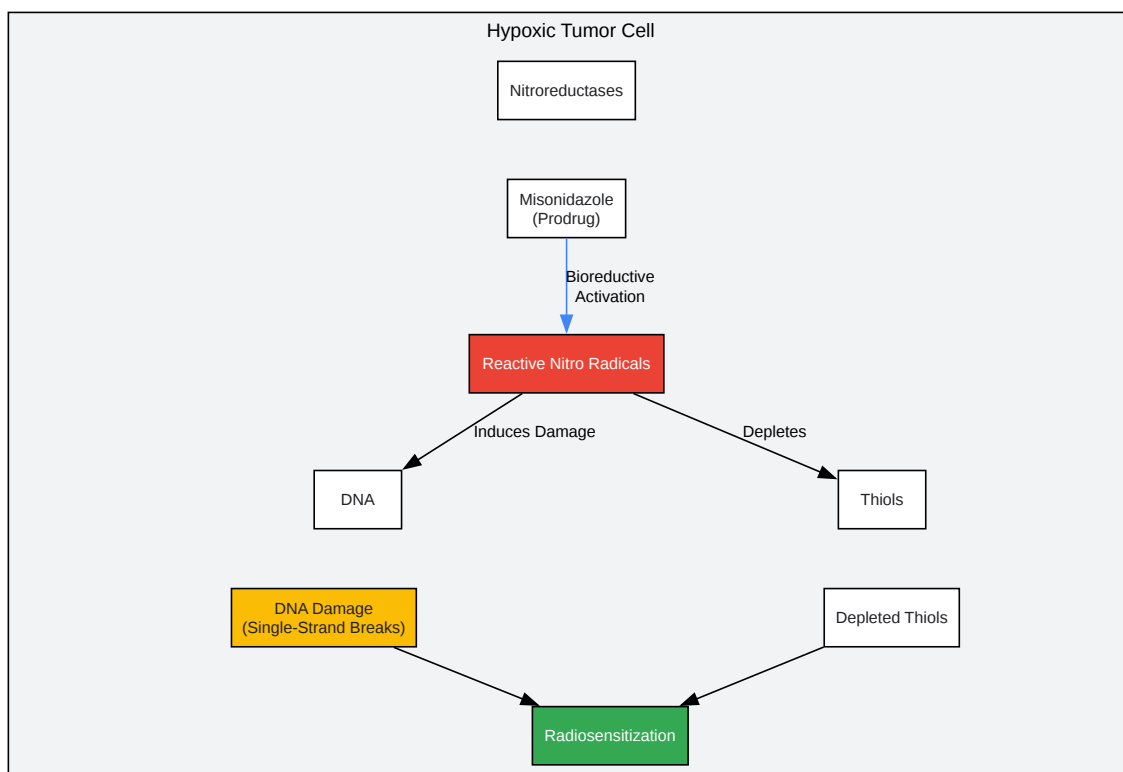 Hypoxic Tumor Cell
Nitroreductases
Misonidazole
(Prodrug)
Bioreductive
Activation
Reactive Nitro Radicals
Induces Damage
Depletes
DNA
Thiols
DNA Damage
(Single-Strand Breaks)
Depleted Thiols
Radiosensitization